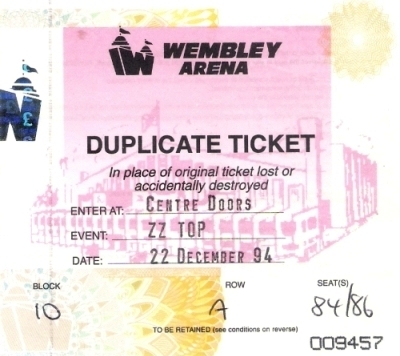 WEMBLEY
ARENA
DUPLICATE TICKET
In place of original ticket lost or
accidentally destroyed
ENTER AT: CENTRE DOORS
EVENT: ZZ TOP
DATE: 22 DECEMBER 94
BLOCK ROW SEAT(S)
10 A 84/86
TO BE RETAINED (see conditions on reverse)
009457